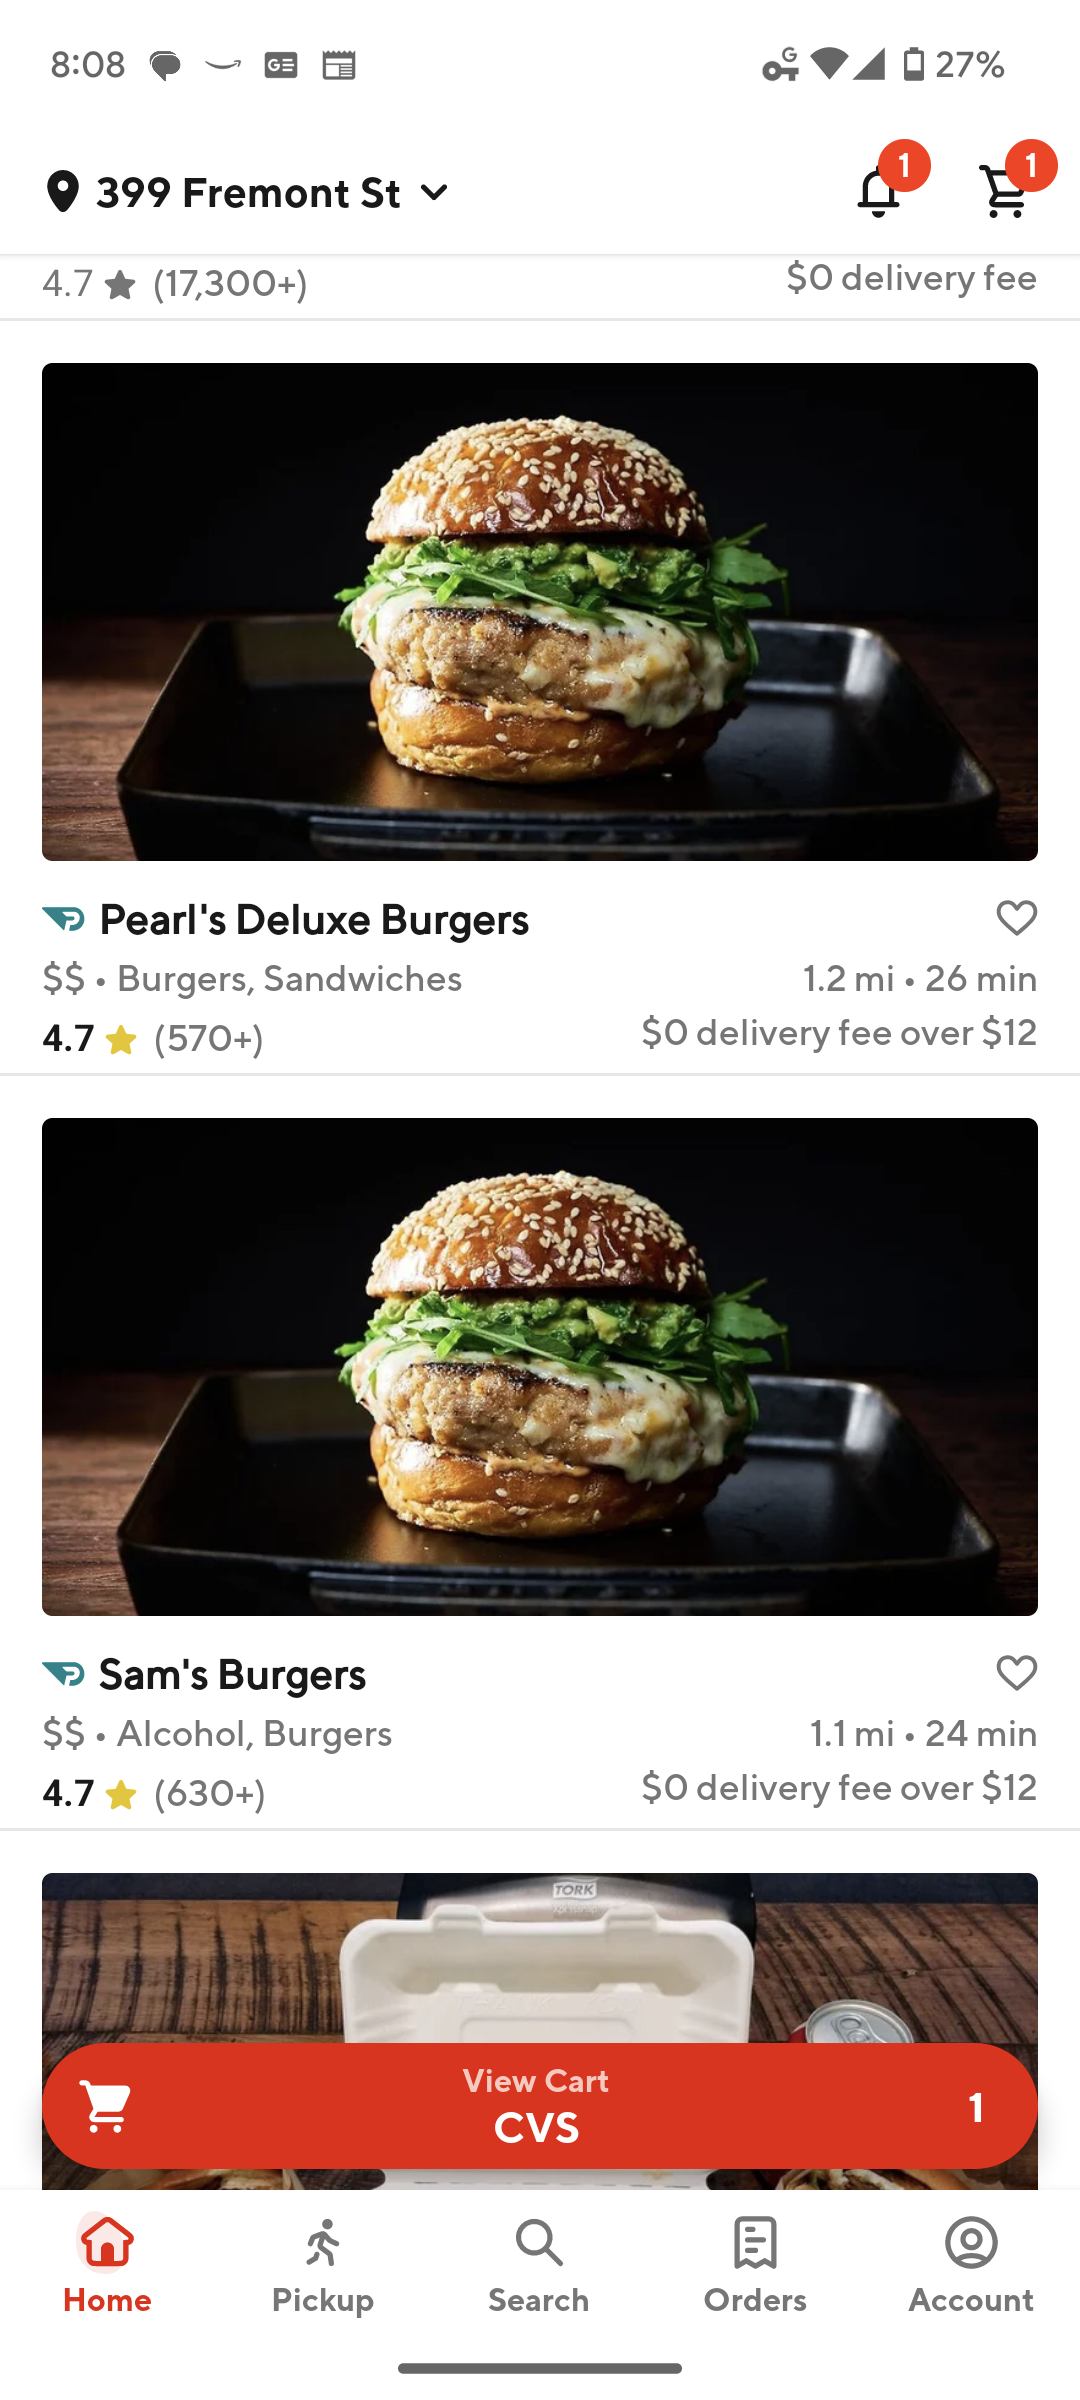 8:08
G 27%
399 Fremont St
1
1
4.7 ★ (17,300+)
$0 delivery fee
Pearl's Deluxe Burgers
$$ • Burgers, Sandwiches
1.2 mi • 26 min
4.7 ★ (570+)
$0 delivery fee over $12
Sam's Burgers
$$ • Alcohol, Burgers
1.1 mi • 24 min
4.7 ★ (630+)
$0 delivery fee over $12
TORK
View Cart
CVS
1
Home
Pickup
Search
Orders
Account